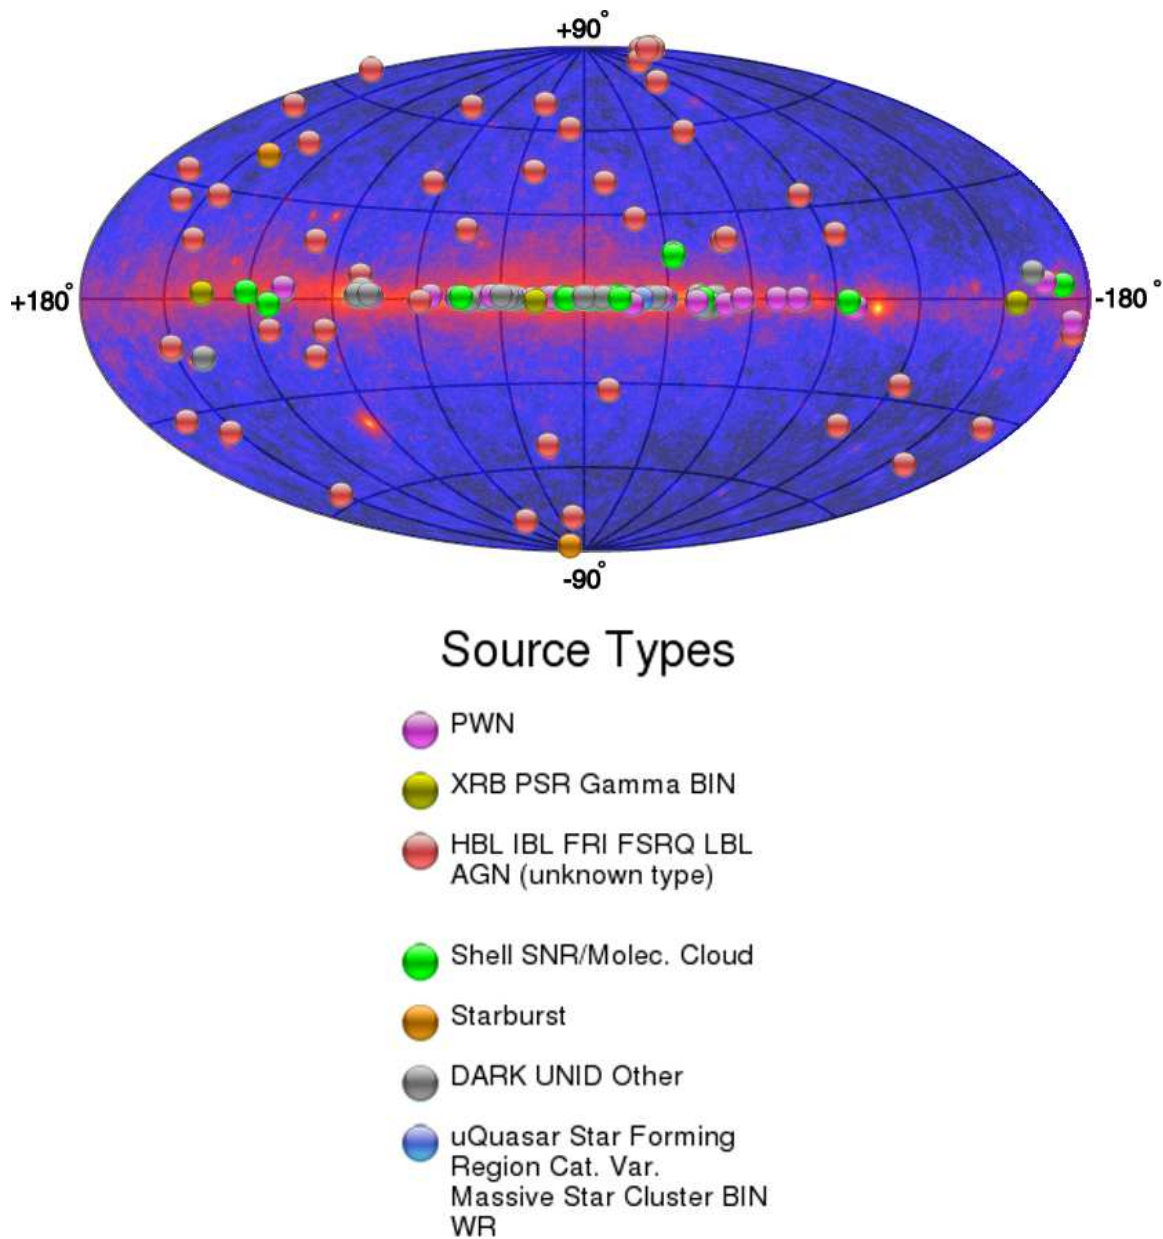 +90°
+180°
-180°
-90°
Source Types
PWN
XRB PSR Gamma BIN
HBL IBL FRI FSRQ LBL
AGN (unknown type)
Shell SNR/Molec. Cloud
Starburst
DARK UNID Other
uQuasar Star Forming
Region Cat. Var.
Massive Star Cluster BIN
WR